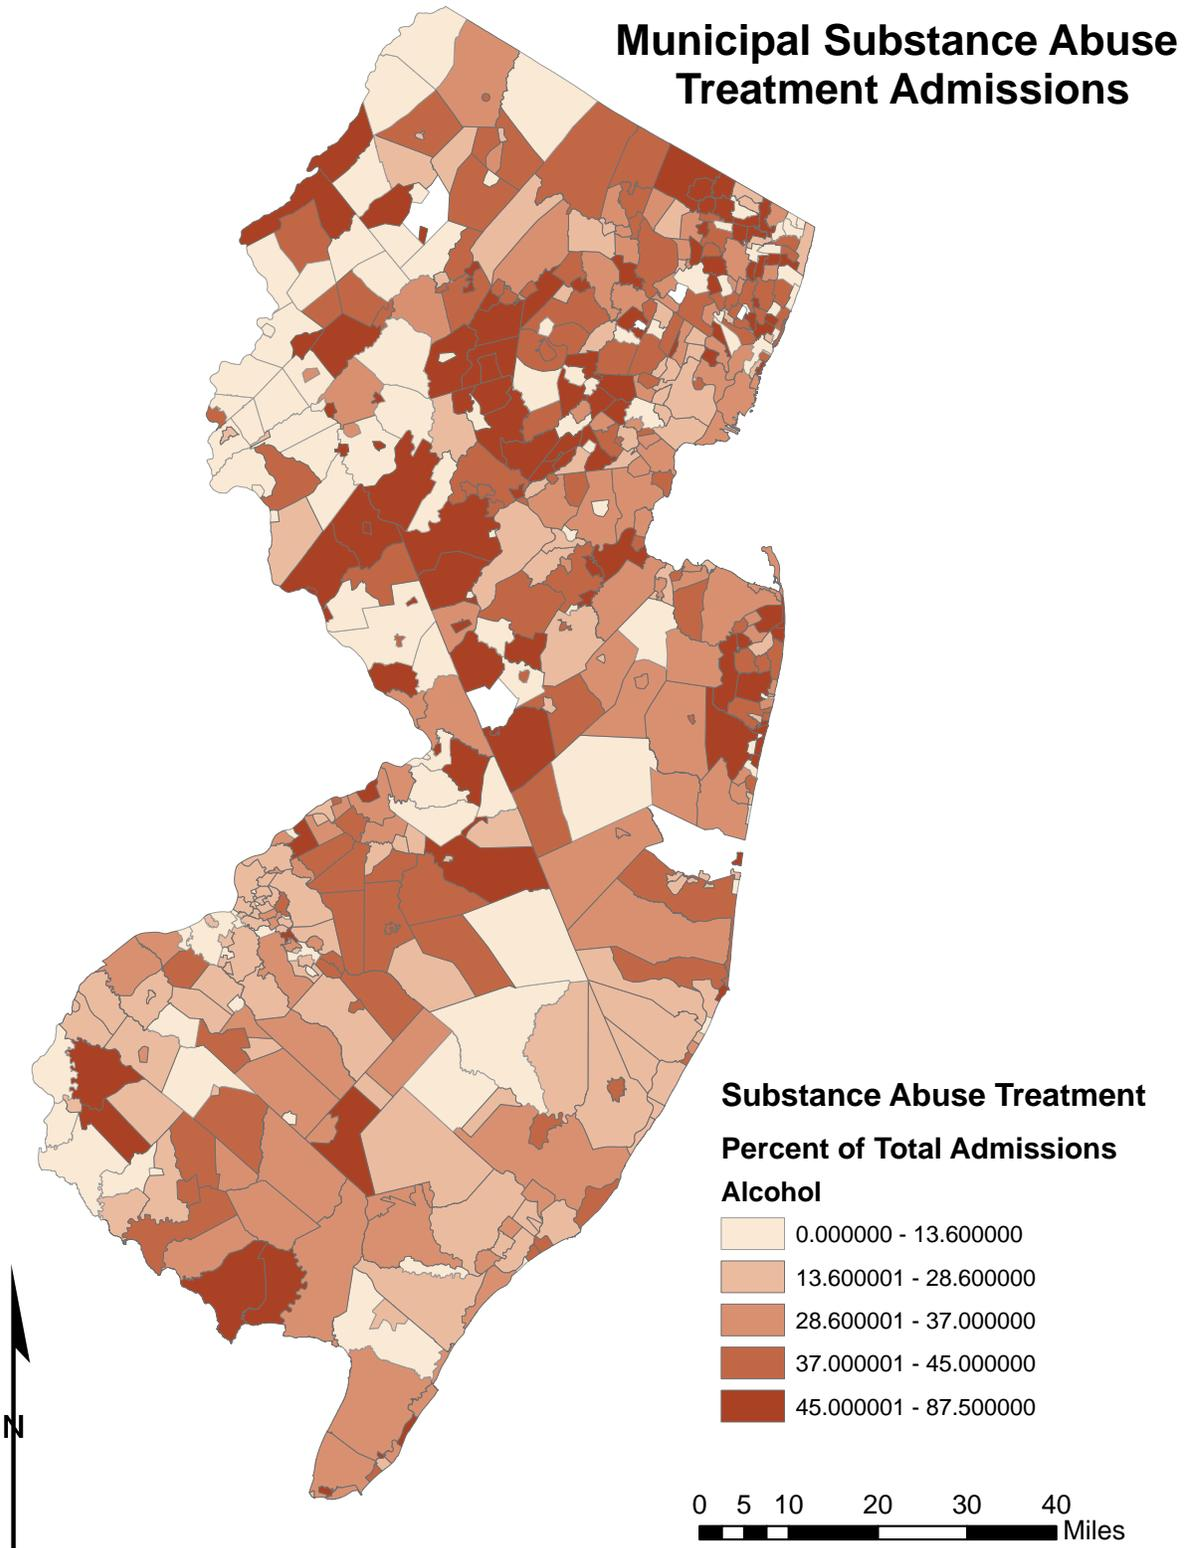 Municipal Substance Abuse
Treatment Admissions
Substance Abuse Treatment
Percent of Total Admissions
Alcohol
0.000000 - 13.600000
13.600001 - 28.600000
28.600001 - 37.000000
37.000001 - 45.000000
45.000001 - 87.500000
N
0 5 10 20 30 40
Miles